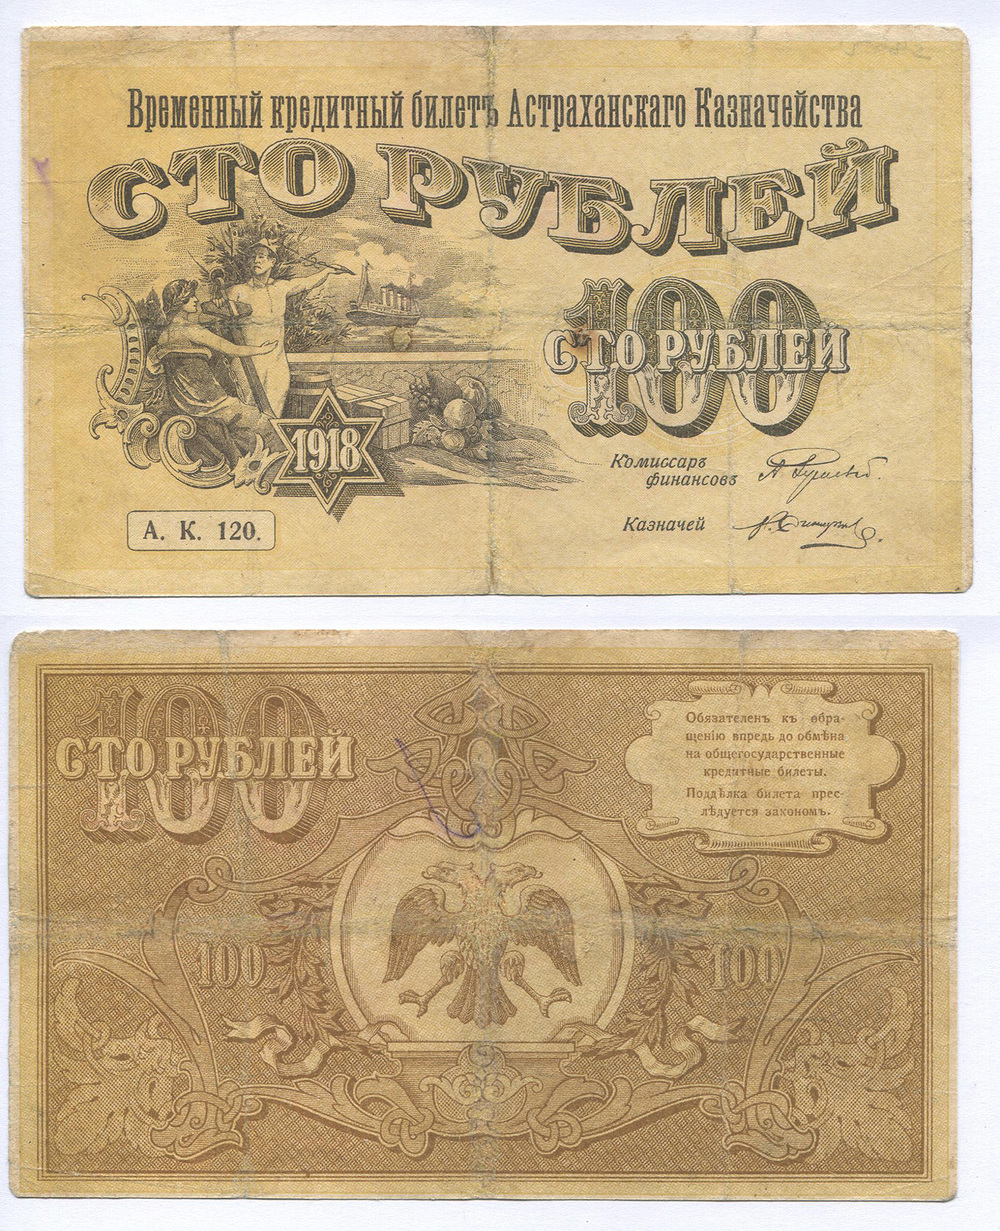 Временный кредитный билетъ Астраханскаго Казначейства
СТО РУБЛЕЙ
100
СТО РУБЛЕЙ
1918
Комиссаръ
финансовъ
Казначей
А. К. 120.
100
СТО РУБЛЕЙ
Обязателенъ къ обра-
щенію впредь до обмѣна
на общегосударственные
кредитные билеты.
Поддѣлка билета прес-
лѣдуется закономъ.
100
100